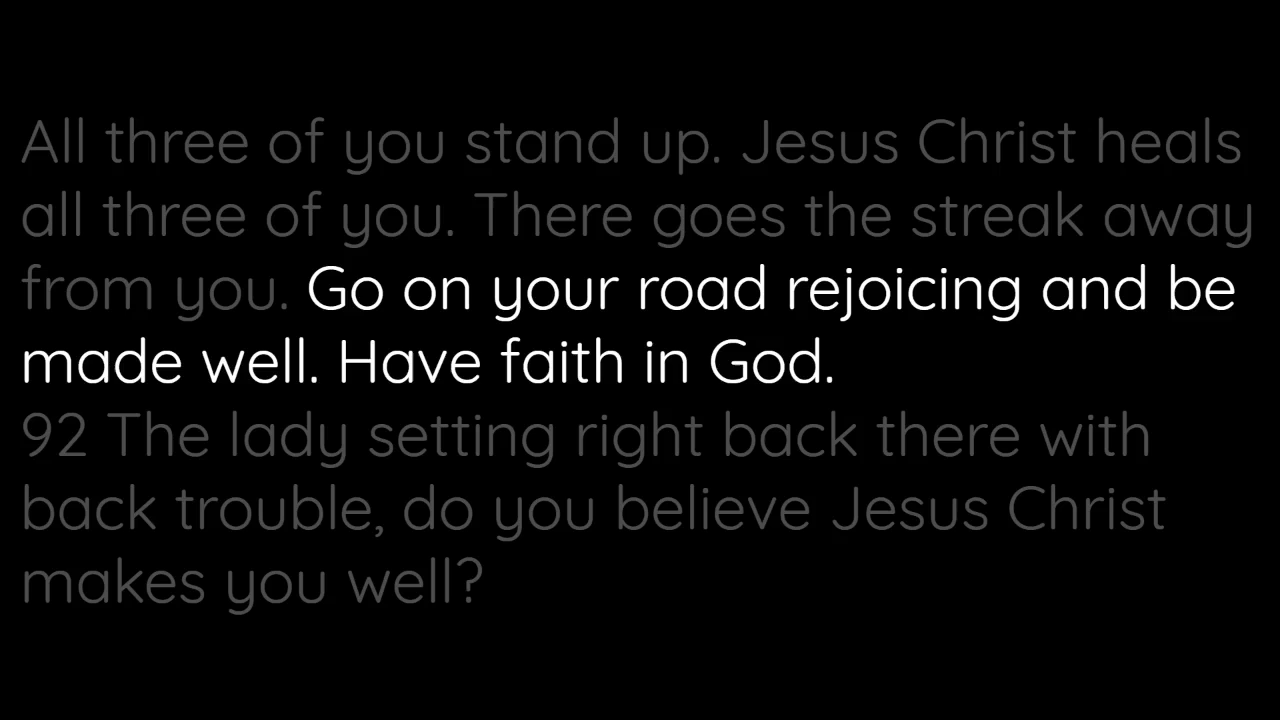 All three of you stand up. Jesus Christ heals
all three of you. There goes the streak away
from you. Go on your road rejoicing and be
made well. Have faith in God.
92 The lady setting right back there with
back trouble, do you believe Jesus Christ
makes you well?